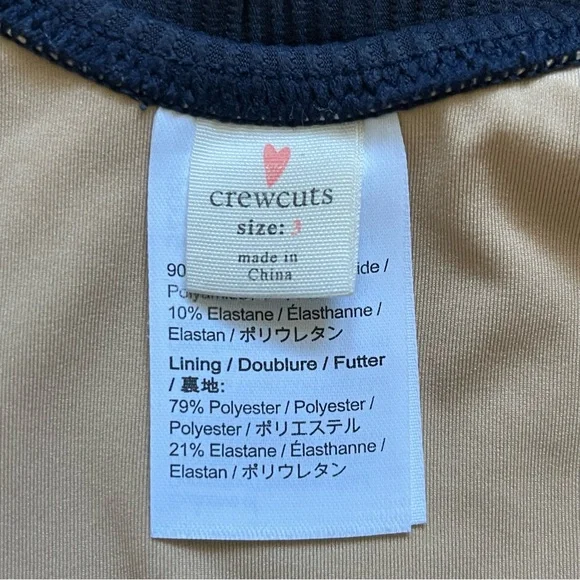 crewcuts
size: 3
made in
China
90
ide /
10% Elastane / Élasthanne /
Elastan / ポリウレタン
Lining / Doublure / Futter
/ 裏地:
79% Polyester / Polyester /
Polyester / ポリエステル
21% Elastane / Élasthanne /
Elastan / ポリウレタン